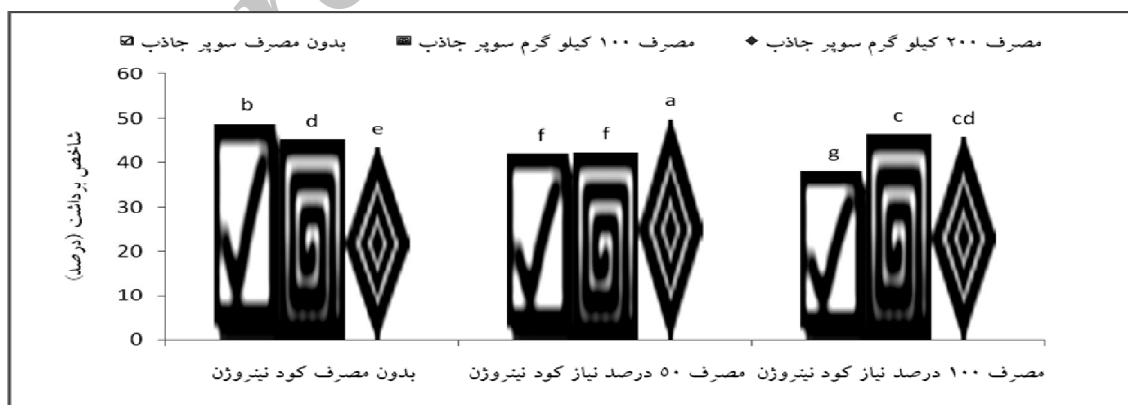 بدون مصرف سوپر جاذب	مصرف ۱۰۰ کیلو گرم سوپر جاذب	مصرف ۲۰۰ کیلو گرم سوپر جاذب
شاخص برداشت (درصد)
60
50
40
30
20
10
0
b d e f f a g c cd
بدون مصرف کود نیتروژن	مصرف ۵۰ درصد نیاز کود نیتروژن	مصرف ۱۰۰ درصد نیاز کود نیتروژن